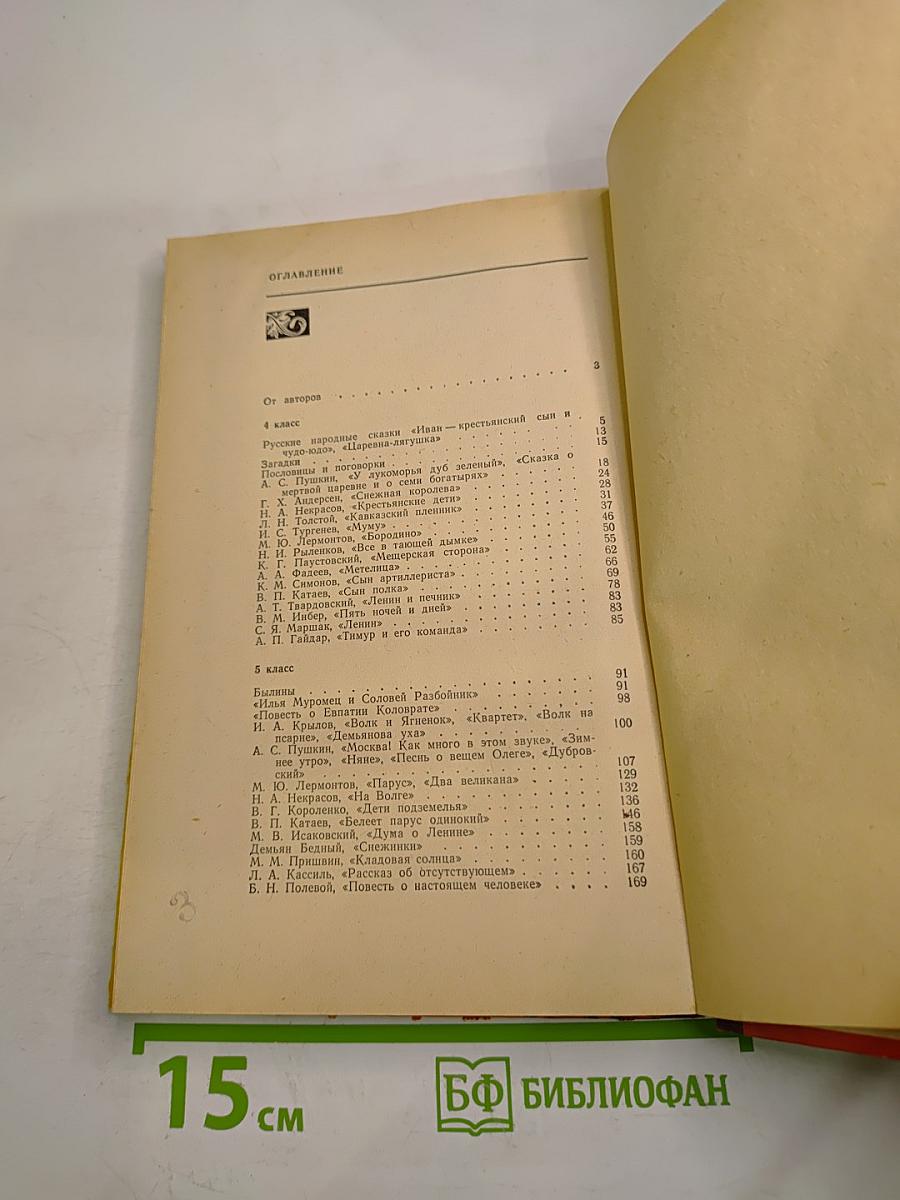 ОГЛАВЛЕНИЕ
От авторов . . . . . . . . . . . . . . . . . . 3
4 класс
Русские народные сказки «Иван — крестьянский сын и
чудо-юдо», «Царевна-лягушка» . . . . . . . . 5
Загадки . . . . . . . . . . . . . . . . . . 13
Пословицы и поговорки . . . . . . . . . . . . 15
А. С. Пушкин, «У лукоморья дуб зеленый», «Сказка о
мертвой царевне и о семи богатырях» . . . . . . 18
Г. Х. Андерсен, «Снежная королева» . . . . . . . 24
Н. А. Некрасов, «Крестьянские дети» . . . . . . . 28
Л. Н. Толстой, «Кавказский пленник» . . . . . . . 31
И. С. Тургенев, «Муму» . . . . . . . . . . . 37
М. Ю. Лермонтов, «Бородино» . . . . . . . . . 46
Н. И. Рыленков, «Все в тающей дымке» . . . . . . 50
К. Г. Паустовский, «Мещерская сторона» . . . . . . 55
А. А. Фадеев, «Метелица» . . . . . . . . . . 62
К. М. Симонов, «Сын артиллериста» . . . . . . . 66
В. П. Катаев, «Сын полка» . . . . . . . . . . 69
А. Т. Твардовский, «Ленин и печник» . . . . . . . 78
В. М. Инбер, «Пять ночей и дней» . . . . . . . . 83
С. Я. Маршак, «Ленин» . . . . . . . . . . . 83
А. П. Гайдар, «Тимур и его команда» . . . . . . . 85
5 класс
Былины . . . . . . . . . . . . . . . . . . 91
«Илья Муромец и Соловей Разбойник» . . . . . . . 91
«Повесть о Евпатии Коловрате» . . . . . . . . . 98
И. А. Крылов, «Волк и Ягненок», «Квартет», «Волк на
псарне», «Демьянова уха» . . . . . . . . . . 100
А. С. Пушкин, «Москва! Как много в этом звуке», «Зим-
нее утро», «Няне», «Песнь о вещем Олеге», «Дубров-
ский» . . . . . . . . . . . . . . . . . 107
М. Ю. Лермонтов, «Парус», «Два великана» . . . . . 129
Н. А. Некрасов, «На Волге» . . . . . . . . . . 132
В. Г. Короленко, «Дети подземелья» . . . . . . . 136
В. П. Катаев, «Белеет парус одинокий» . . . . . . 146
М. В. Исаковский, «Дума о Ленине» . . . . . . . 158
Демьян Бедный, «Снежинки» . . . . . . . . . . 159
М. М. Пришвин, «Кладовая солнца» . . . . . . . . 160
Л. А. Кассиль, «Рассказ об отсутствующем» . . . . . 167
Б. Н. Полевой, «Повесть о настоящем человеке» . . . . 169
3
15 см
БФ БИБЛИОФАН